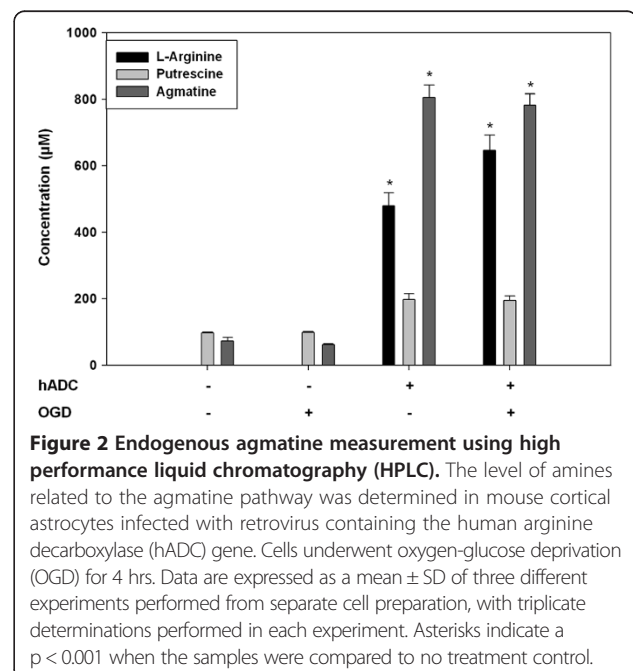 1000
L-Arginine
Putrescine
Agmatine
800
600
400
200
0
Concentration (µM)
* * * *
hADC - - + +
OGD - + - +
Figure 2 Endogenous agmatine measurement using high
performance liquid chromatography (HPLC). The level of amines
related to the agmatine pathway was determined in mouse cortical
astrocytes infected with retrovirus containing the human arginine
decarboxylase (hADC) gene. Cells underwent oxygen-glucose deprivation
(OGD) for 4 hrs. Data are expressed as a mean ± SD of three different
experiments performed from separate cell preparation, with triplicate
determinations performed in each experiment. Asterisks indicate a
p < 0.001 when the samples were compared to no treatment control.